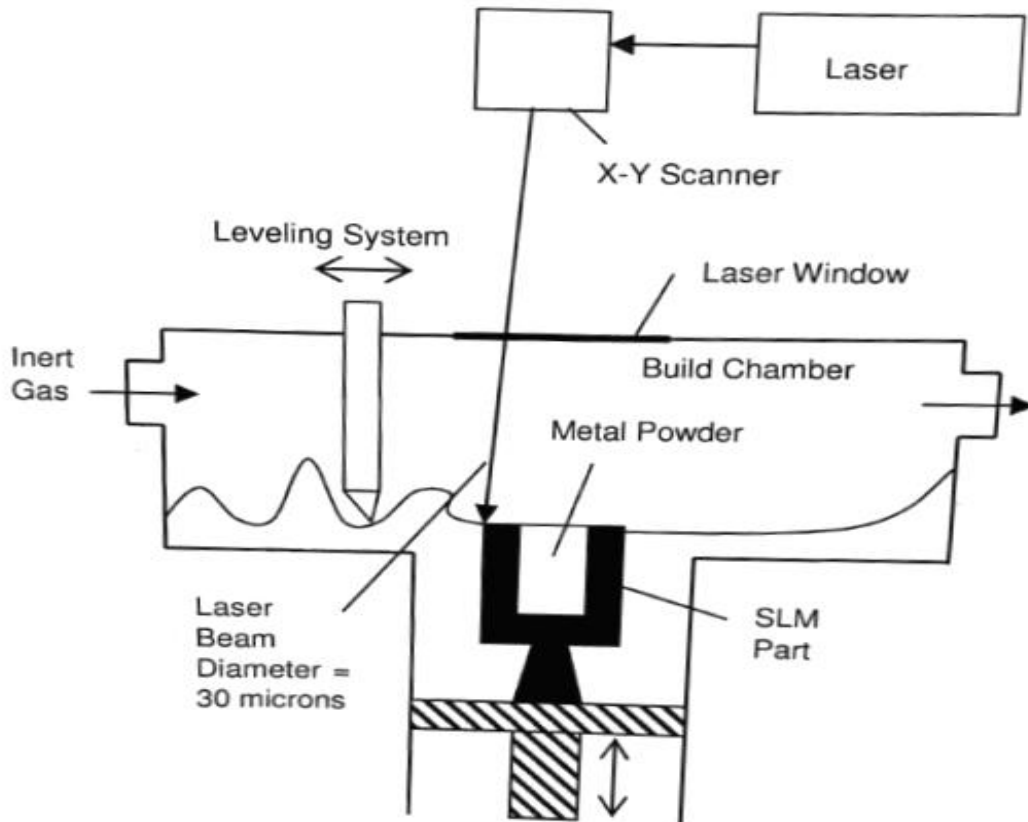 Laser
X-Y Scanner
Leveling System
Laser Window
Inert
Gas
Build Chamber
Metal Powder
Laser
Beam
Diameter =
30 microns
SLM
Part